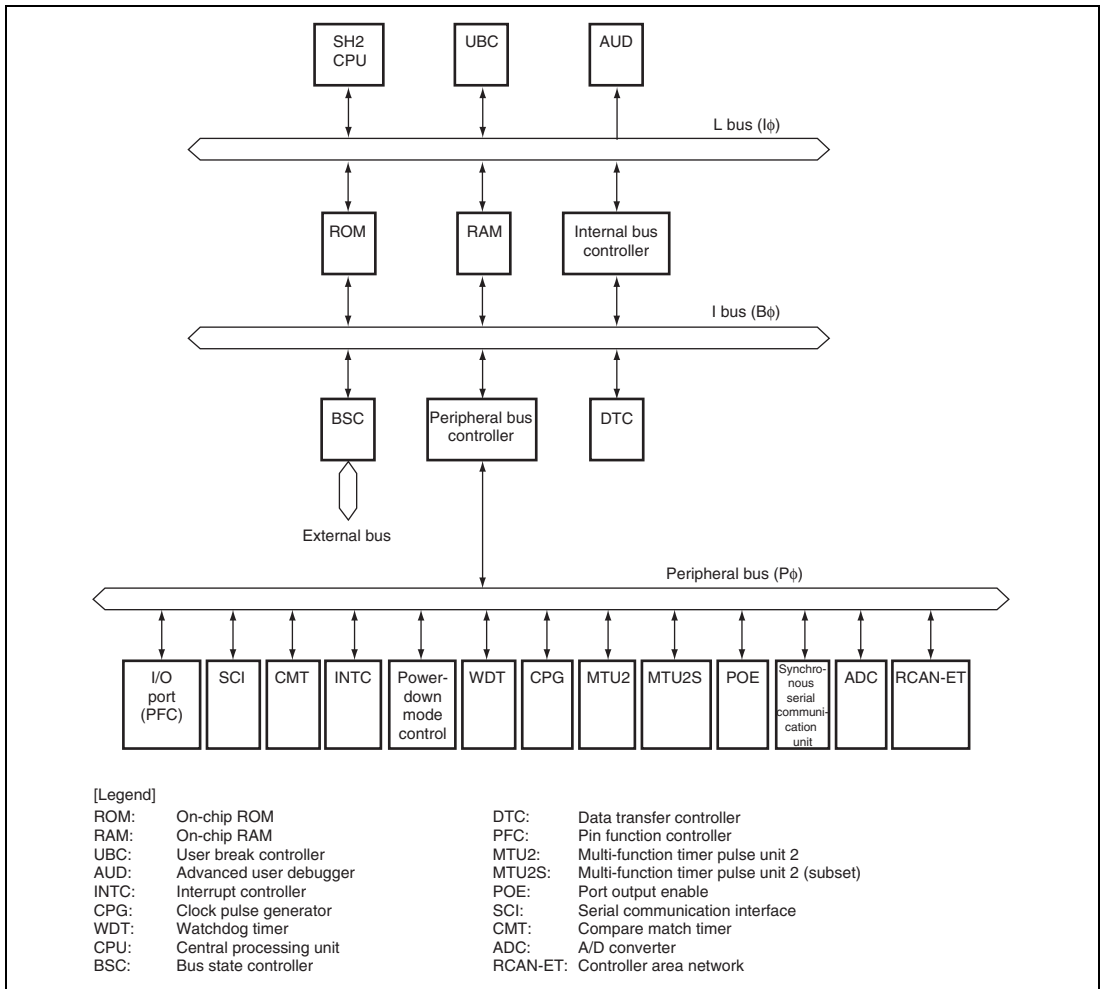 SH2
CPU
UBC
AUD
L bus (Iϕ)
ROM
RAM
Internal bus
controller
I bus (Bϕ)
BSC
Peripheral bus
controller
DTC
External bus
Peripheral bus (Pϕ)
I/O
port
(PFC)
SCI
CMT
INTC
Power-
down
mode
control
WDT
CPG
MTU2
MTU2S
POE
Synchro-
nous
serial
communi-
cation
unit
ADC
RCAN-ET
[Legend]
ROM: On-chip ROM
RAM: On-chip RAM
UBC: User break controller
AUD: Advanced user debugger
INTC: Interrupt controller
CPG: Clock pulse generator
WDT: Watchdog timer
CPU: Central processing unit
BSC: Bus state controller
DTC: Data transfer controller
PFC: Pin function controller
MTU2: Multi-function timer pulse unit 2
MTU2S: Multi-function timer pulse unit 2 (subset)
POE: Port output enable
SCI: Serial communication interface
CMT: Compare match timer
ADC: A/D converter
RCAN-ET: Controller area network